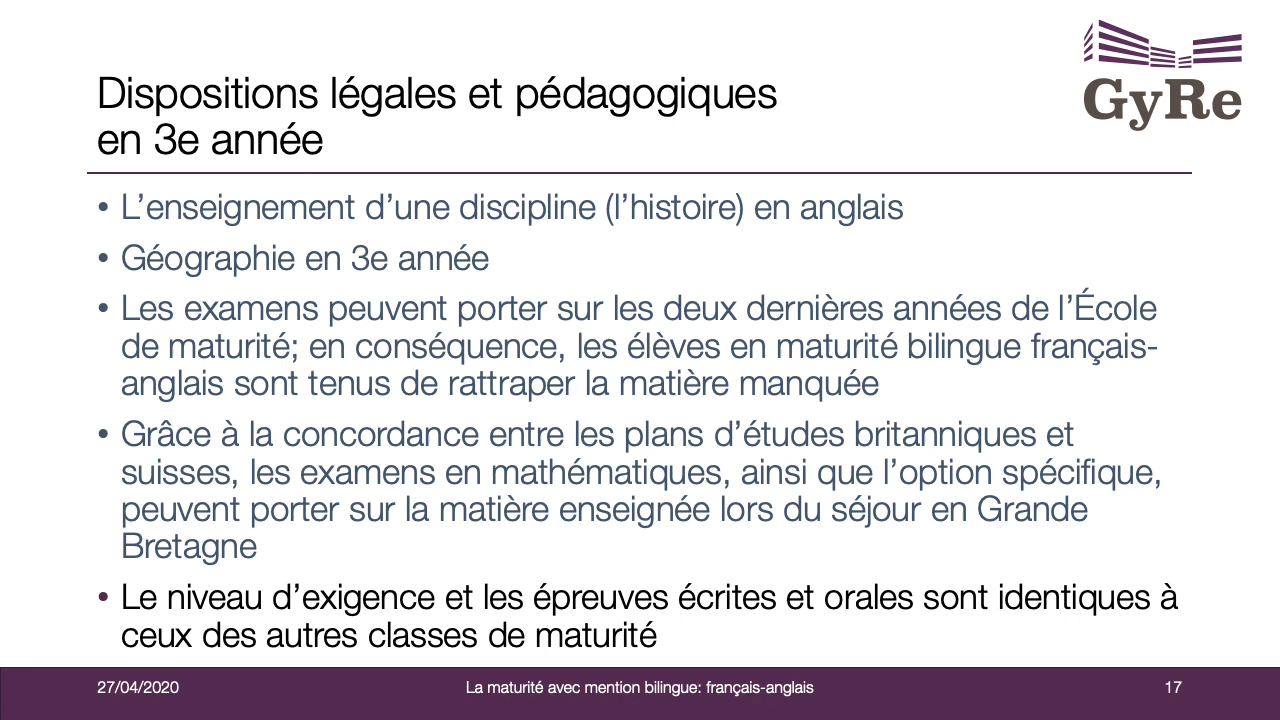 GyRe
Dispositions légales et pédagogiques
en 3e année
• L’enseignement d’une discipline (l’histoire) en anglais
• Géographie en 3e année
• Les examens peuvent porter sur les deux dernières années de l’École
de maturité; en conséquence, les élèves en maturité bilingue français-
anglais sont tenus de rattraper la matière manquée
• Grâce à la concordance entre les plans d’études britanniques et
suisses, les examens en mathématiques, ainsi que l’option spécifique,
peuvent porter sur la matière enseignée lors du séjour en Grande
Bretagne
• Le niveau d’exigence et les épreuves écrites et orales sont identiques à
ceux des autres classes de maturité
27/04/2020
La maturité avec mention bilingue: français-anglais
17